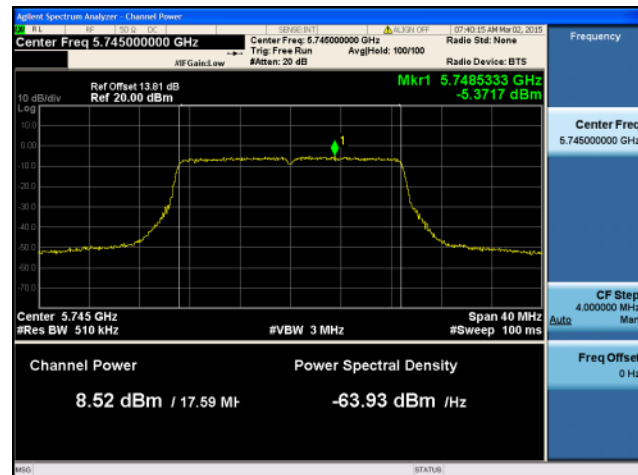 Agilent Spectrum Analyzer - Channel Power
RL RF 50 Ω DC SENSE:INT ALIGN OFF 07:40:15 AM Mar 02, 2015
Center Freq 5.745000000 GHz Center Freq: 5.745000000 GHz Radio Std: None Frequency
Trig: Free Run Avg|Hold: 100/100
#IFGain:Low #Atten: 20 dB Radio Device: BTS
Ref Offset 13.81 dB Mkr1 5.7485333 GHz
10 dB/div Ref 20.00 dBm -5.3717 dBm
Log
10.0
0.00
-10.0
-20.0
-30.0
-40.0
-50.0
-60.0
-70.0
1
Center Freq
5.745000000 GHz
Center 5.745 GHz Span 40 MHz
#Res BW 510 kHz #VBW 3 MHz #Sweep 100 ms
CF Step
4.000000 MHz
Auto Man
Channel Power Power Spectral Density
8.52 dBm / 17.59 MH -63.93 dBm /Hz
Freq Offset
0 Hz
MSG STATUS